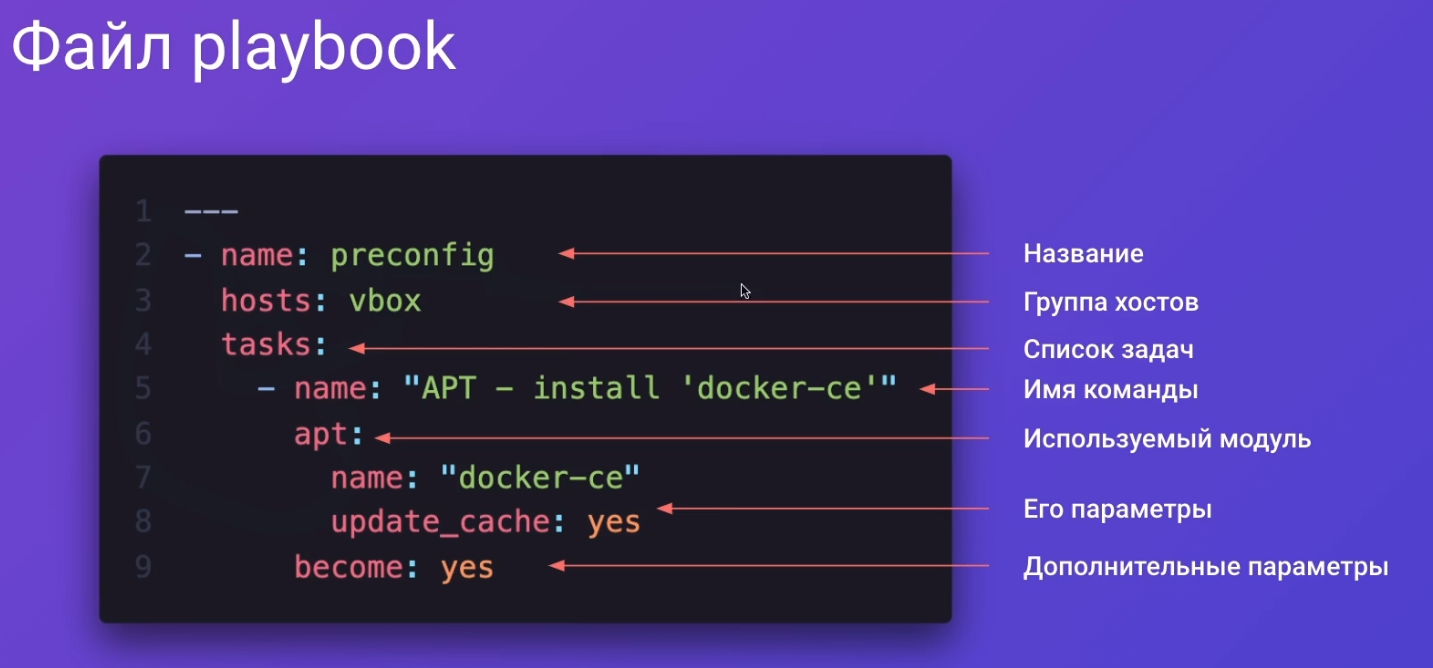 Файл playbook
1 ---
2 - name: preconfig
Название
3 hosts: vbox
Группа хостов
4 tasks:
Список задач
5 - name: "APT - install 'docker-ce'"
Имя команды
6 apt:
Используемый модуль
7 name: "docker-ce"
8 update_cache: yes
Его параметры
9 become: yes
Дополнительные параметры